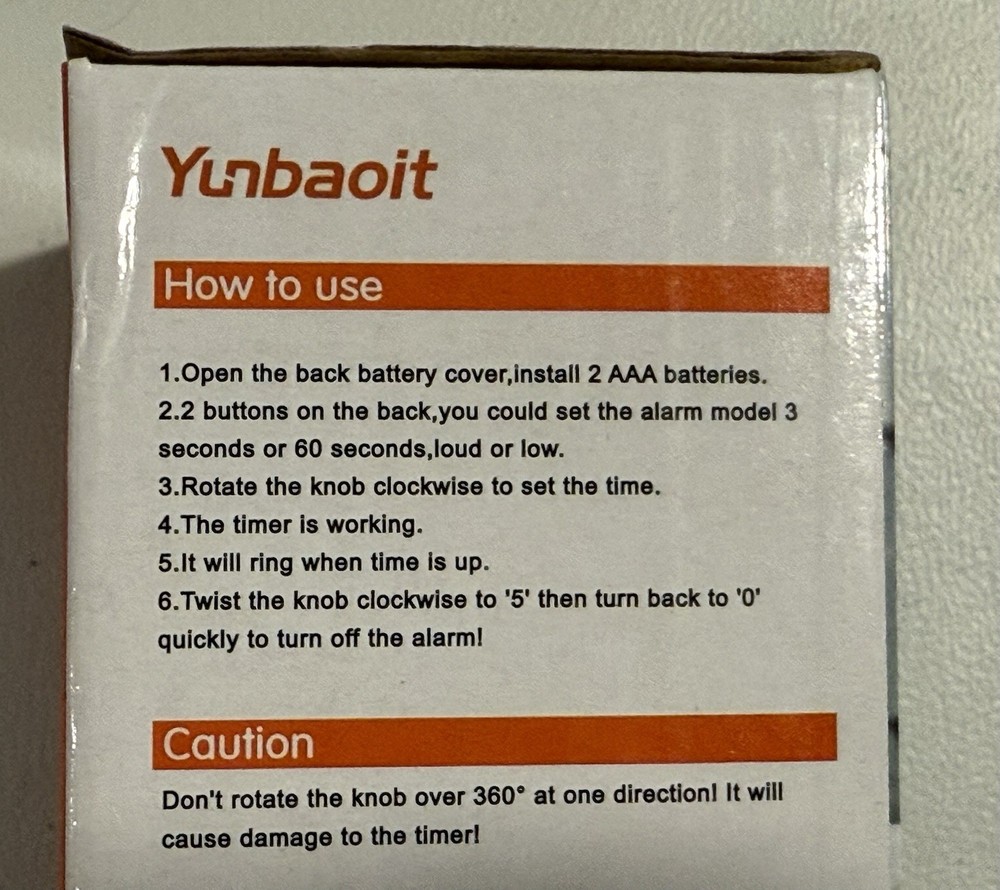 Yunbaoit
How to use
1.Open the back battery cover,install 2 AAA batteries.
2.2 buttons on the back,you could set the alarm model 3
seconds or 60 seconds,loud or low.
3.Rotate the knob clockwise to set the time.
4.The timer is working.
5.It will ring when time is up.
6.Twist the knob clockwise to '5' then turn back to '0'
quickly to turn off the alarm!
Caution
Don't rotate the knob over 360° at one direction! It will
cause damage to the timer!